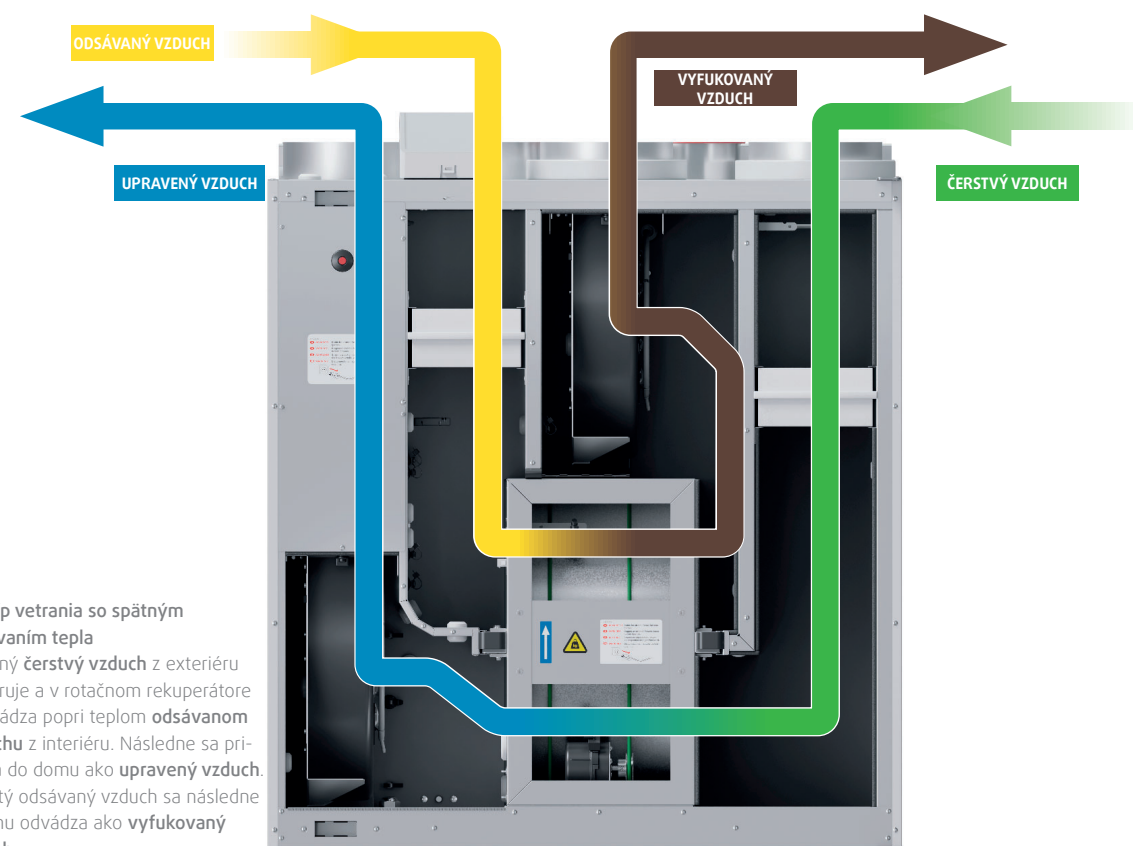 ODSÁVANÝ VZDUCH
VYFUKOVANÝ
VZDUCH
UPRAVENÝ VZDUCH
ČERSTVÝ VZDUCH
p vetrania so spätným
vaním tepla
ný čerstvý vzduch z exteriéru
ruje a v rotačnom rekuperátore
ádza popri teplom odsávanom
chu z interiéru. Následne sa pri-
do domu ako upravený vzduch.
tý odsávaný vzduch sa následne
odvádza ako vyfukovaný